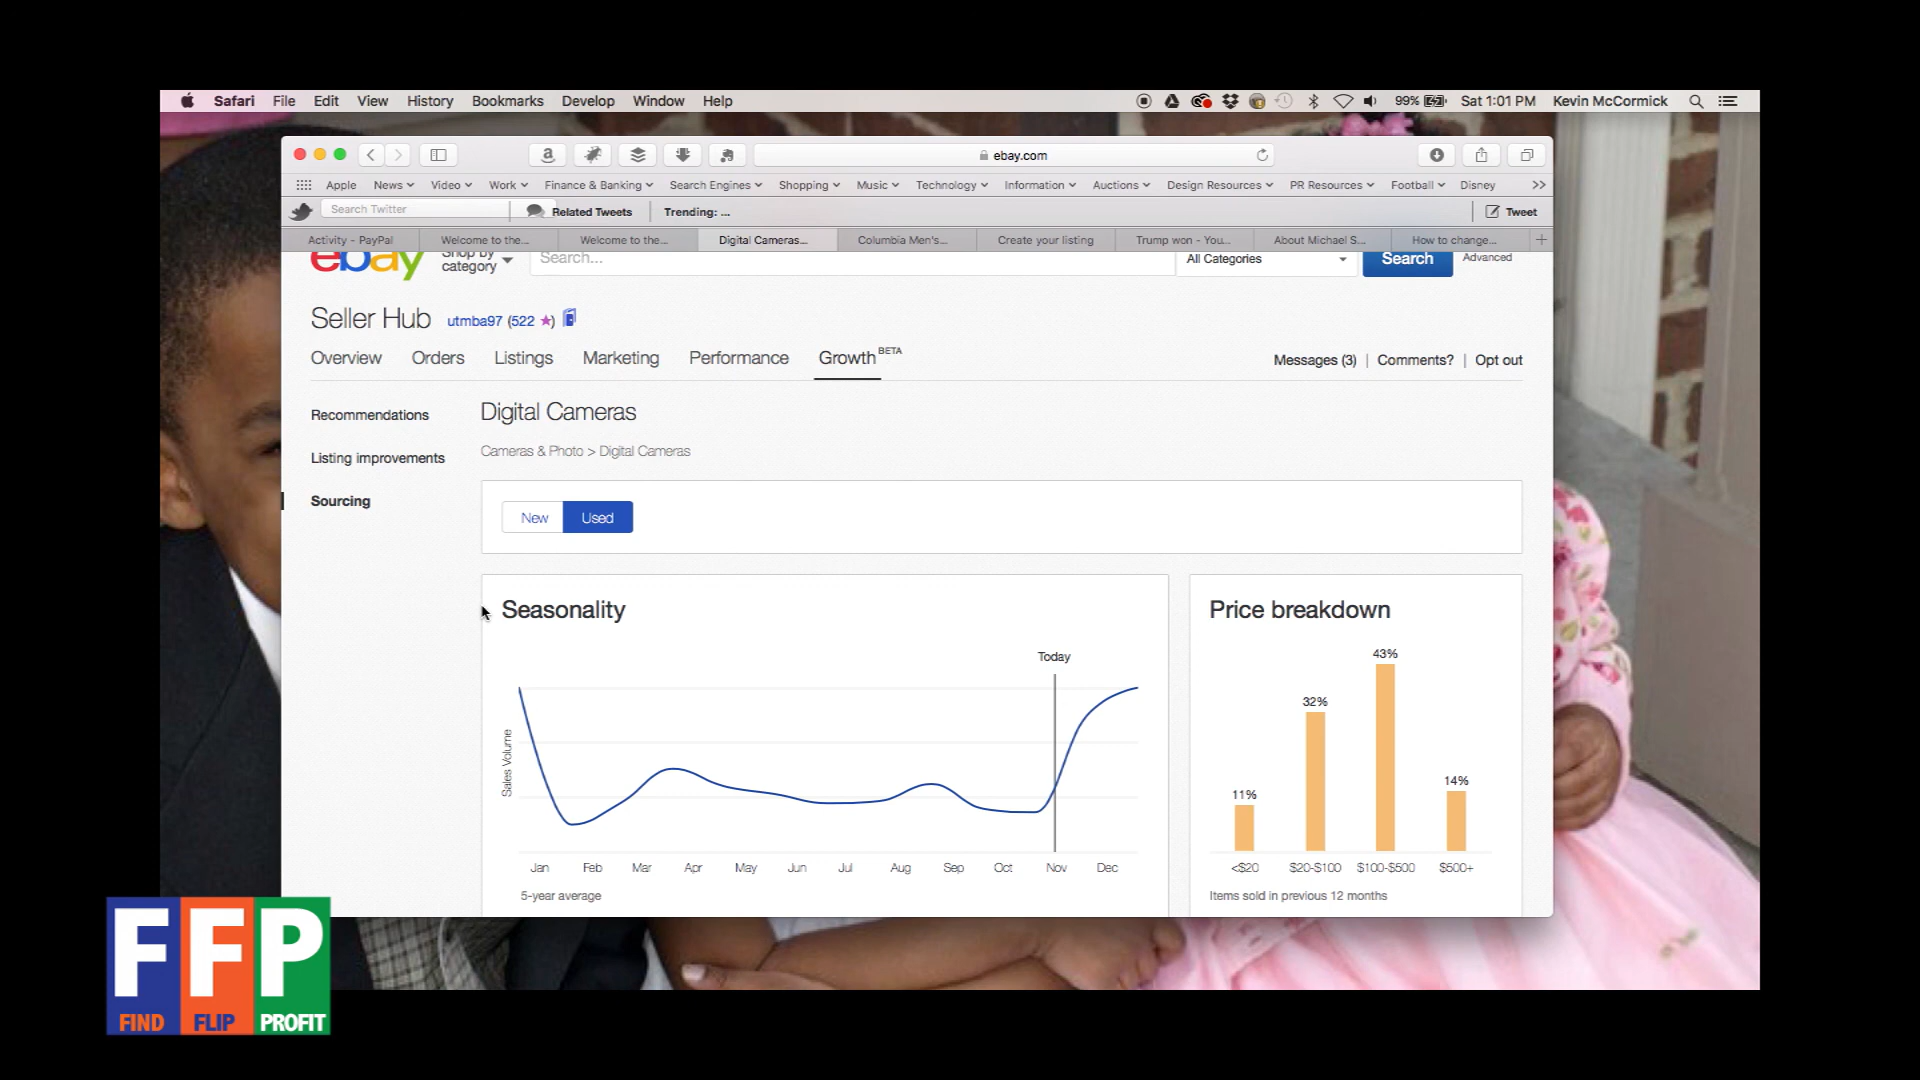 Safari File Edit View History Bookmarks Develop Window Help 99% Sat 1:01 PM Kevin McCormick
a ebay.com
Apple News Video Work Finance & Banking Search Engines Shopping Music Technology Information Auctions Design Resources PR Resources Football Disney >>
Search Twitter Related Tweets Trending: ... Tweet
Activity - PayPal Welcome to the... Welcome to the... Digital Cameras... Columbia Men's... Create your listing Trump won - You... About Michael S... How to change... +
ebay Shop by category Search... All Categories Search Advanced
Seller Hub utmba97 (522 ★)
Overview Orders Listings Marketing Performance Growth BETA Messages (3) | Comments? | Opt out
Recommendations
Listing improvements
Sourcing
Digital Cameras
Cameras & Photo > Digital Cameras
New Used
Seasonality
Today
Sales Volume
Jan Feb Mar Apr May Jun Jul Aug Sep Oct Nov Dec
5-year average
Price breakdown
43%
32%
14%
11%
<$20 $20-$100 $100-$500 $500+
Items sold in previous 12 months
FFP
FIND FLIP PROFIT